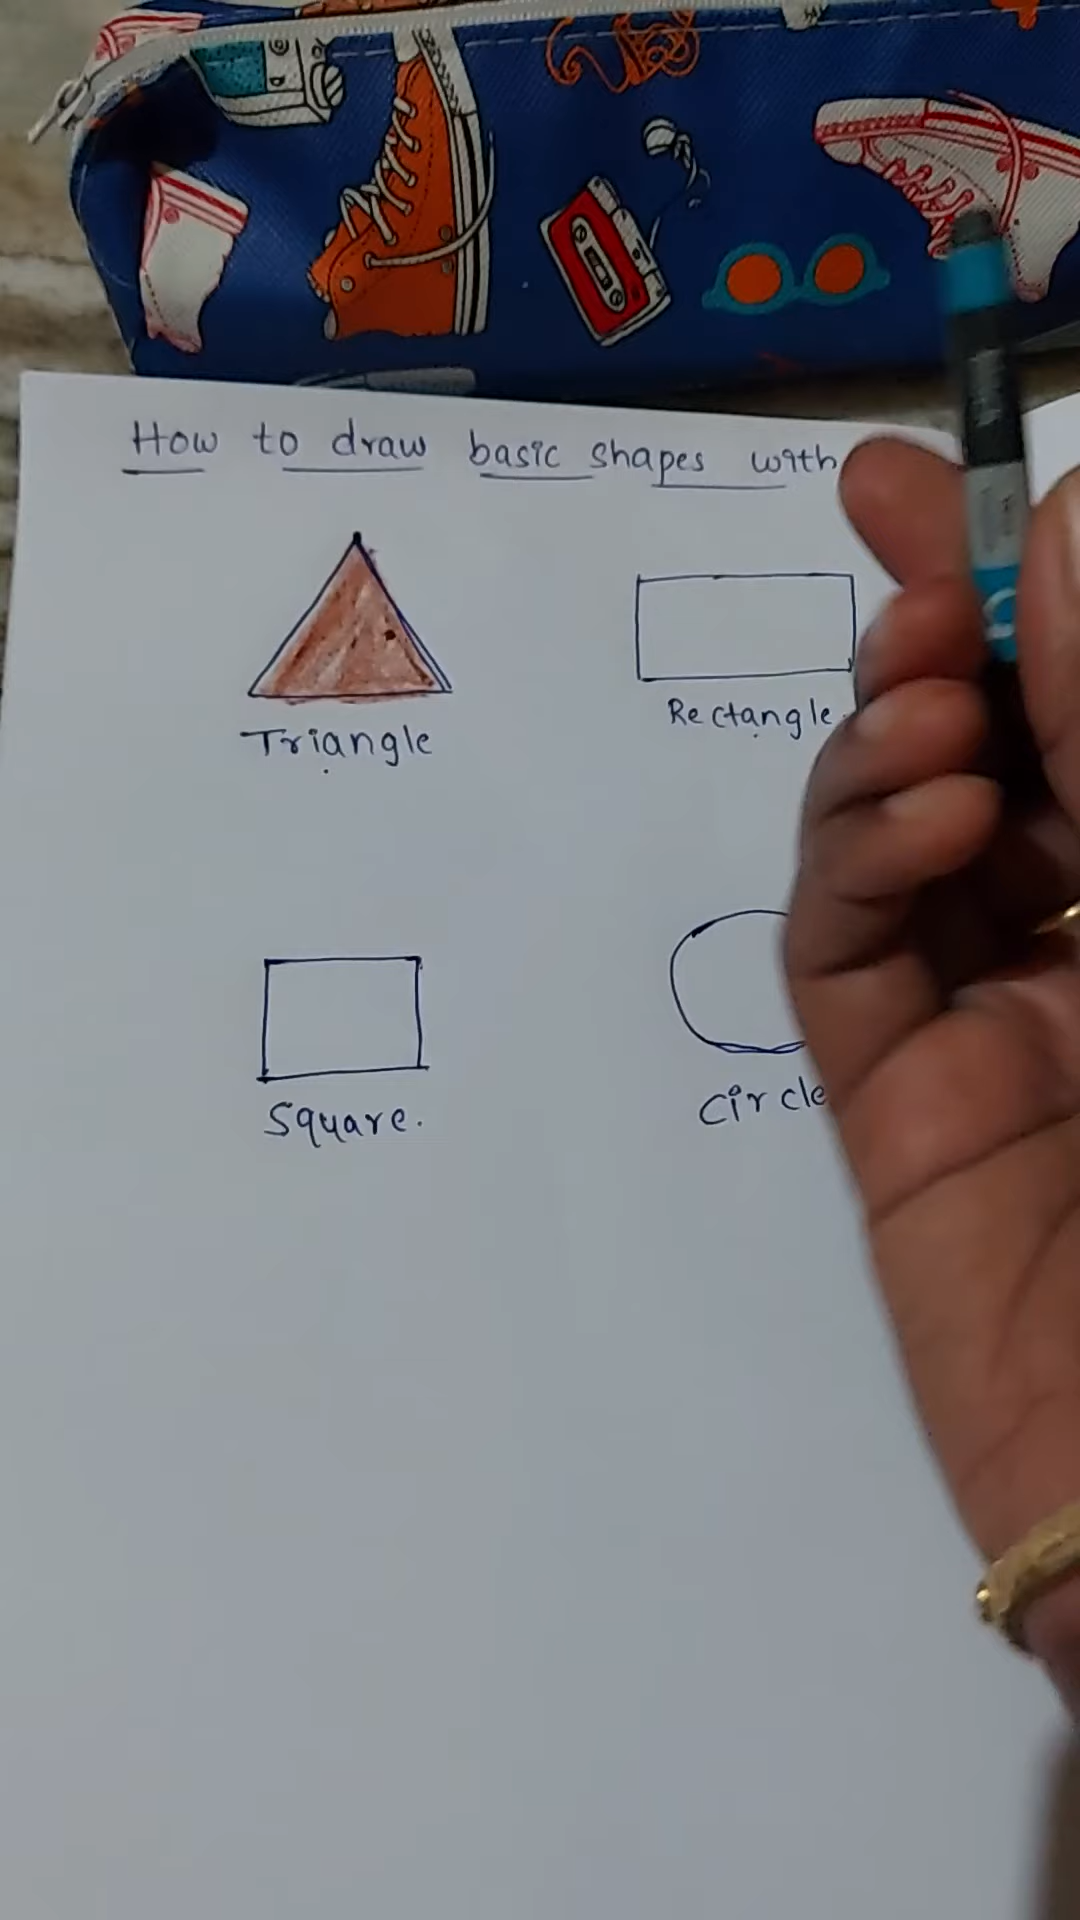 How to draw basic shapes with
Triangle
Rectangle.
Square.
Circle